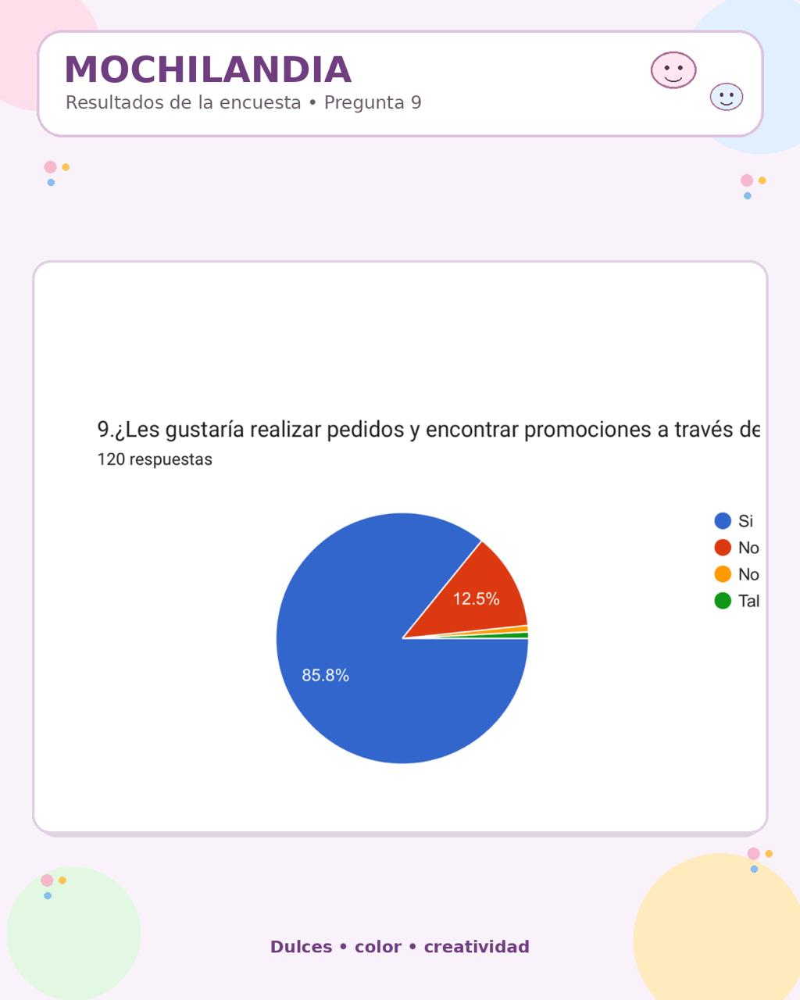 MOCHILANDIA
Resultados de la encuesta • Pregunta 9
9.¿Les gustaría realizar pedidos y encontrar promociones a través de
120 respuestas
Si
No
No
Tal
12.5%
85.8%
Dulces • color • creatividad